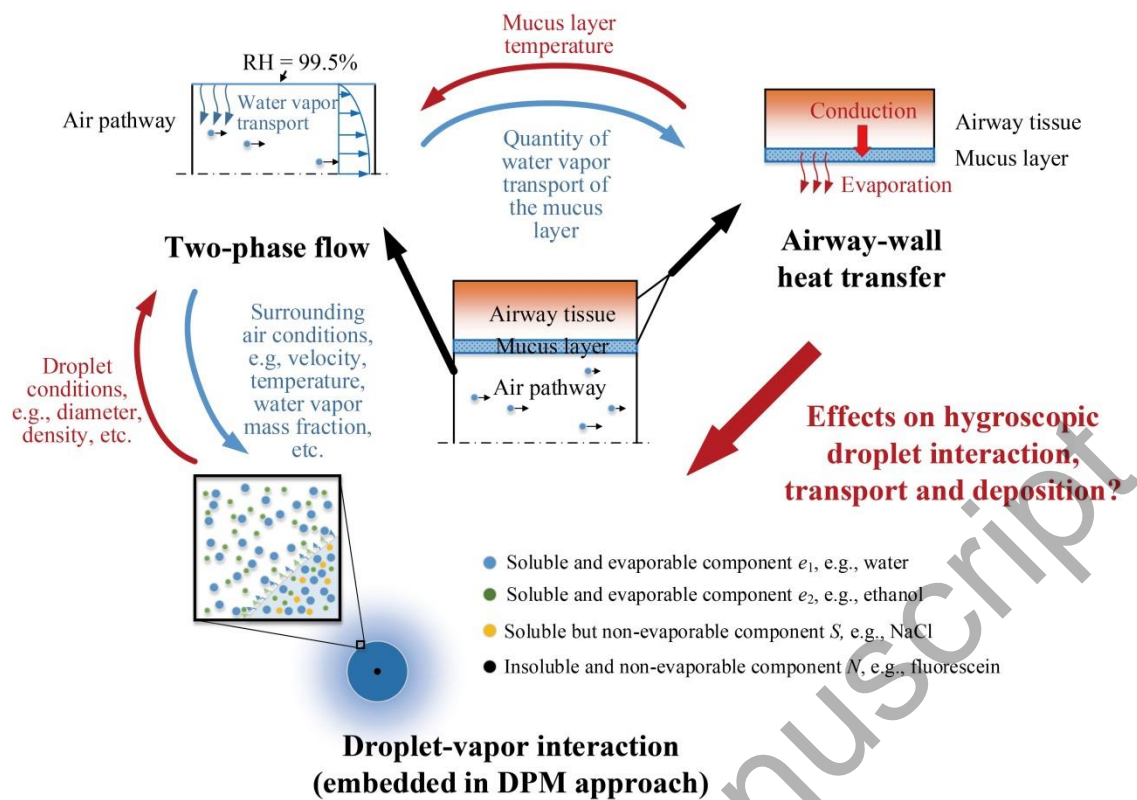 Mucus layer
temperature
RH = 99.5%
Water vapor
transport
Air pathway
Quantity of
water vapor
transport of
the mucus
layer
Conduction
Airway tissue
Mucus layer
Evaporation
Two-phase flow
Airway-wall
heat transfer
Airway tissue
Mucus layer
Air pathway
Surrounding
air conditions,
e.g, velocity,
temperature,
water vapor
mass fraction,
etc.
Droplet
conditions,
e.g., diameter,
density, etc.
Effects on hygroscopic
droplet interaction,
transport and deposition?
Soluble and evaporable component e₁, e.g., water
Soluble and evaporable component e₂, e.g., ethanol
Soluble but non-evaporable component S, e.g., NaCl
Insoluble and non-evaporable component N, e.g., fluorescein
Droplet-vapor interaction
(embedded in DPM approach)
nuscript